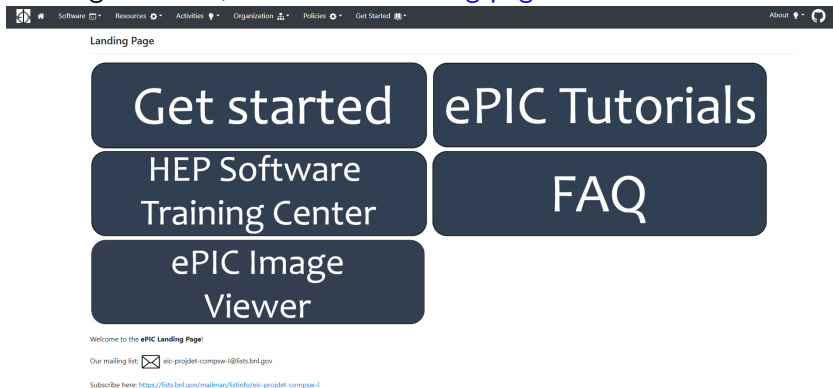 Software Resources Activities Organization Policies Get Started About
Landing Page
Get started
ePIC Tutorials
HEP Software
Training Center
FAQ
ePIC Image
Viewer
Welcome to the ePIC Landing Page!
Our mailing list: eic-projdet-compsw-l@lists.bnl.gov
Subscribe here: https://lists.bnl.gov/mailman/listinfo/eic-projdet-compsw-l